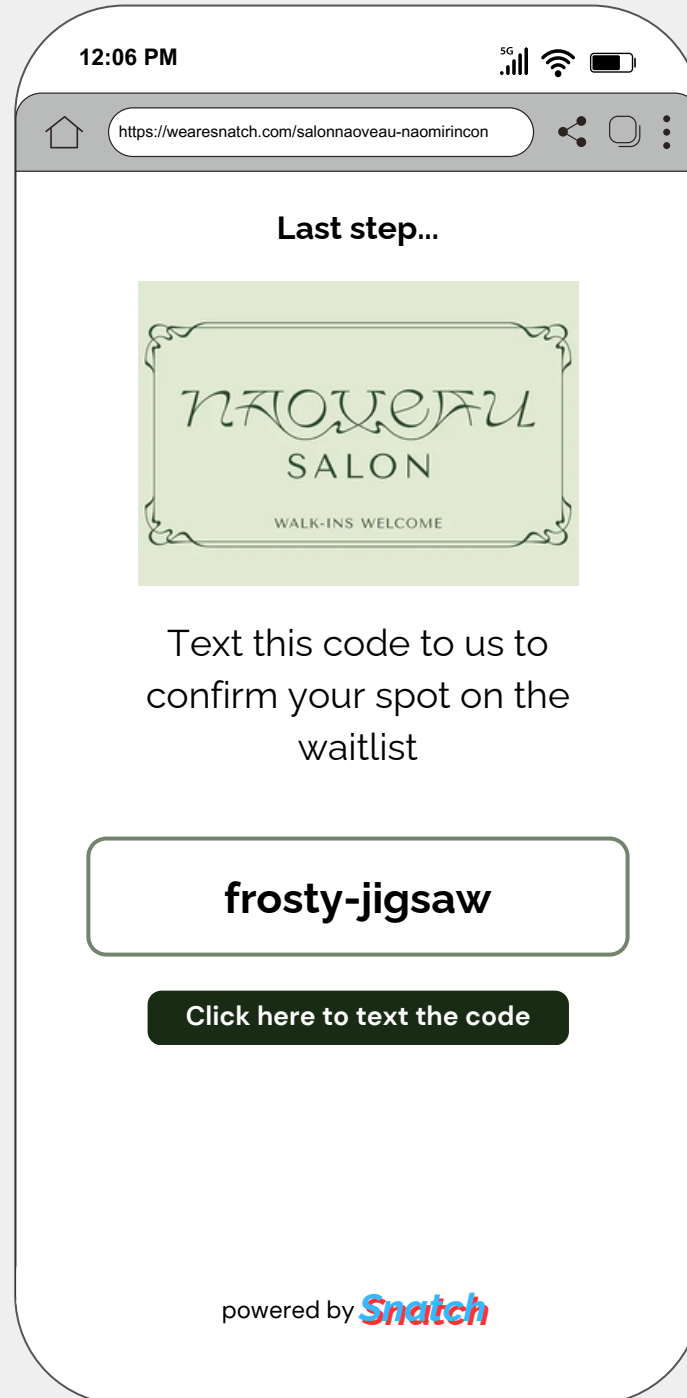 12:06 PM
5G
https://wearesnatch.com/salonnaoveau-naomirincon
Last step...
NAOVEAU
SALON
WALK-INS WELCOME
Text this code to us to
confirm your spot on the
waitlist
frosty-jigsaw
Click here to text the code
powered by Snatch